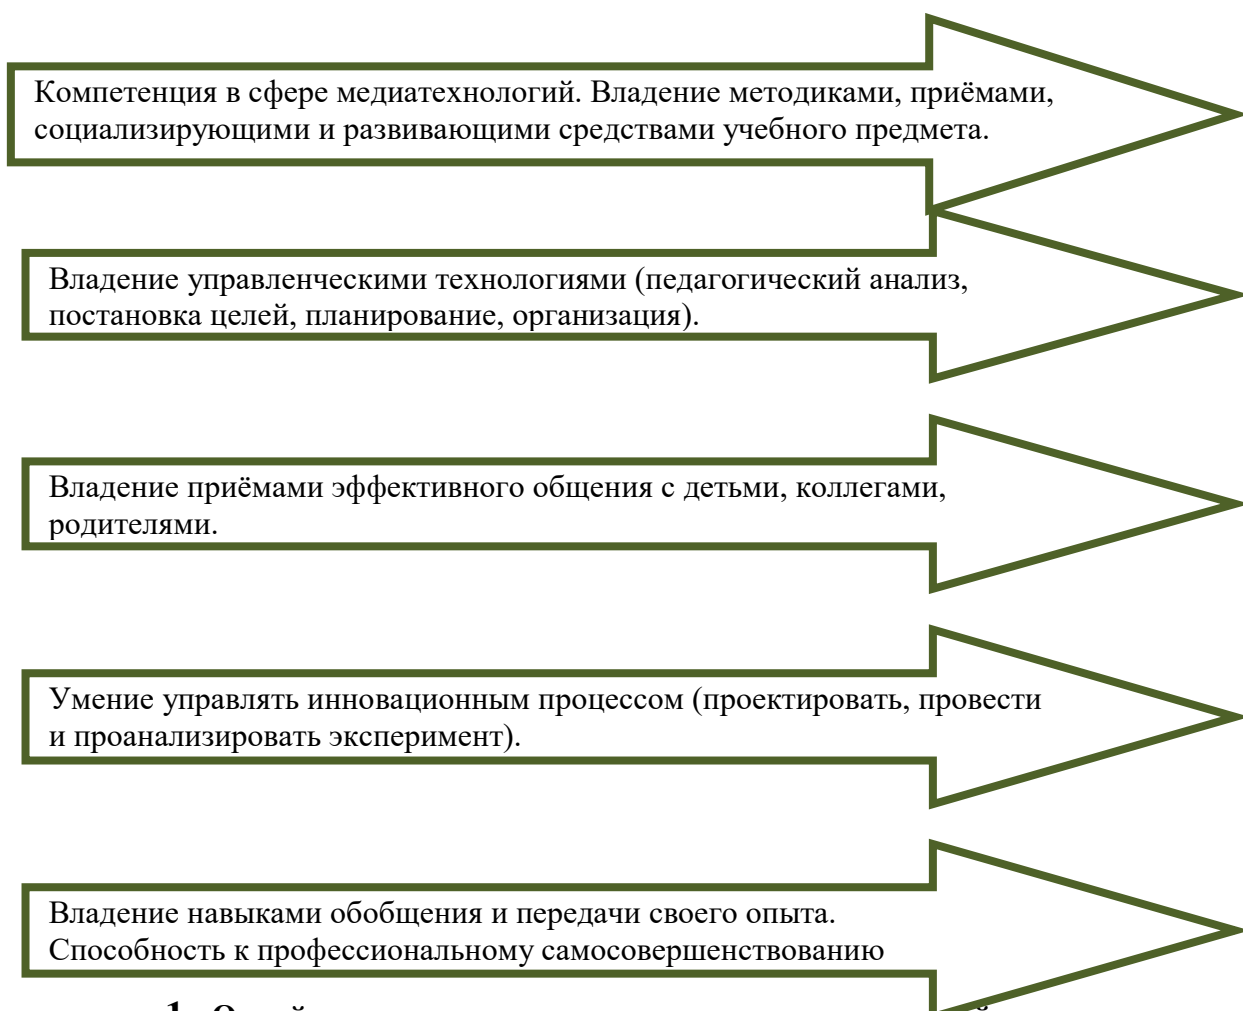 Компетенция в сфере медиатехнологий. Владение методиками, приёмами,
социализирующими и развивающими средствами учебного предмета.
Владение управленческими технологиями (педагогический анализ,
постановка целей, планирование, организация).
Владение приёмами эффективного общения с детьми, коллегами,
родителями.
Умение управлять инновационным процессом (проектировать, провести
и проанализировать эксперимент).
Владение навыками обобщения и передачи своего опыта.
Способность к профессиональному самосовершенствованию